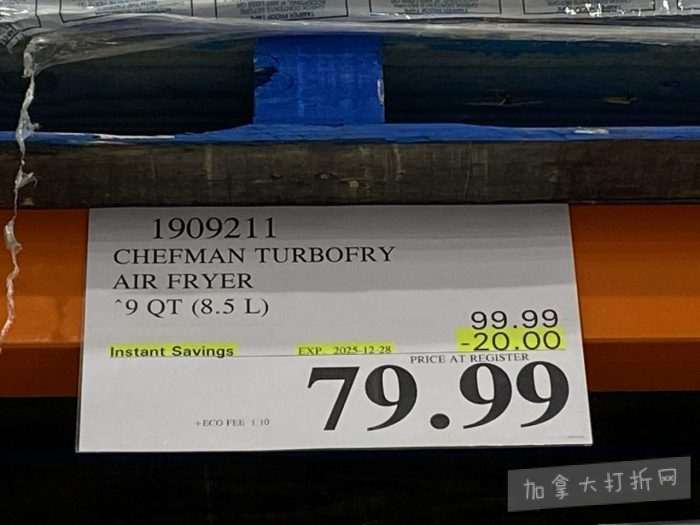 1909211
CHEFMAN TURBOFRY
AIR FRYER
^9 QT (8.5 L)
99.99
Instant Savings EXP. 2025-12-28 -20.00
PRICE AT REGISTER
79.99
+ECO FEE 1.10
加拿大打折网